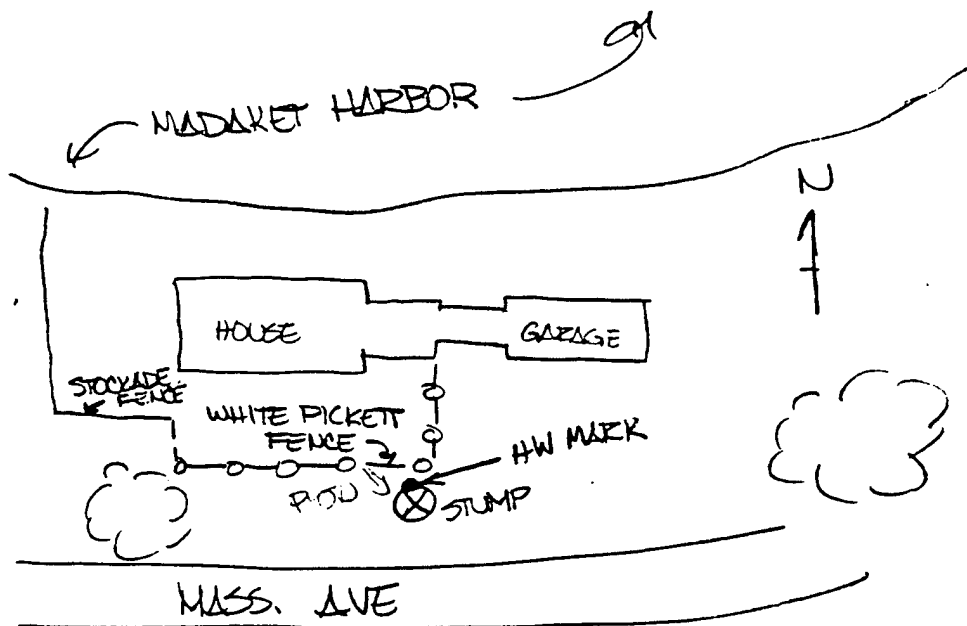 MADAKET HARBOR
N
HOUSE
GARAGE
STOCKADE
FENCE
WHITE PICKETT
FENCE
HW MARK
STUMP
MASS. AVE